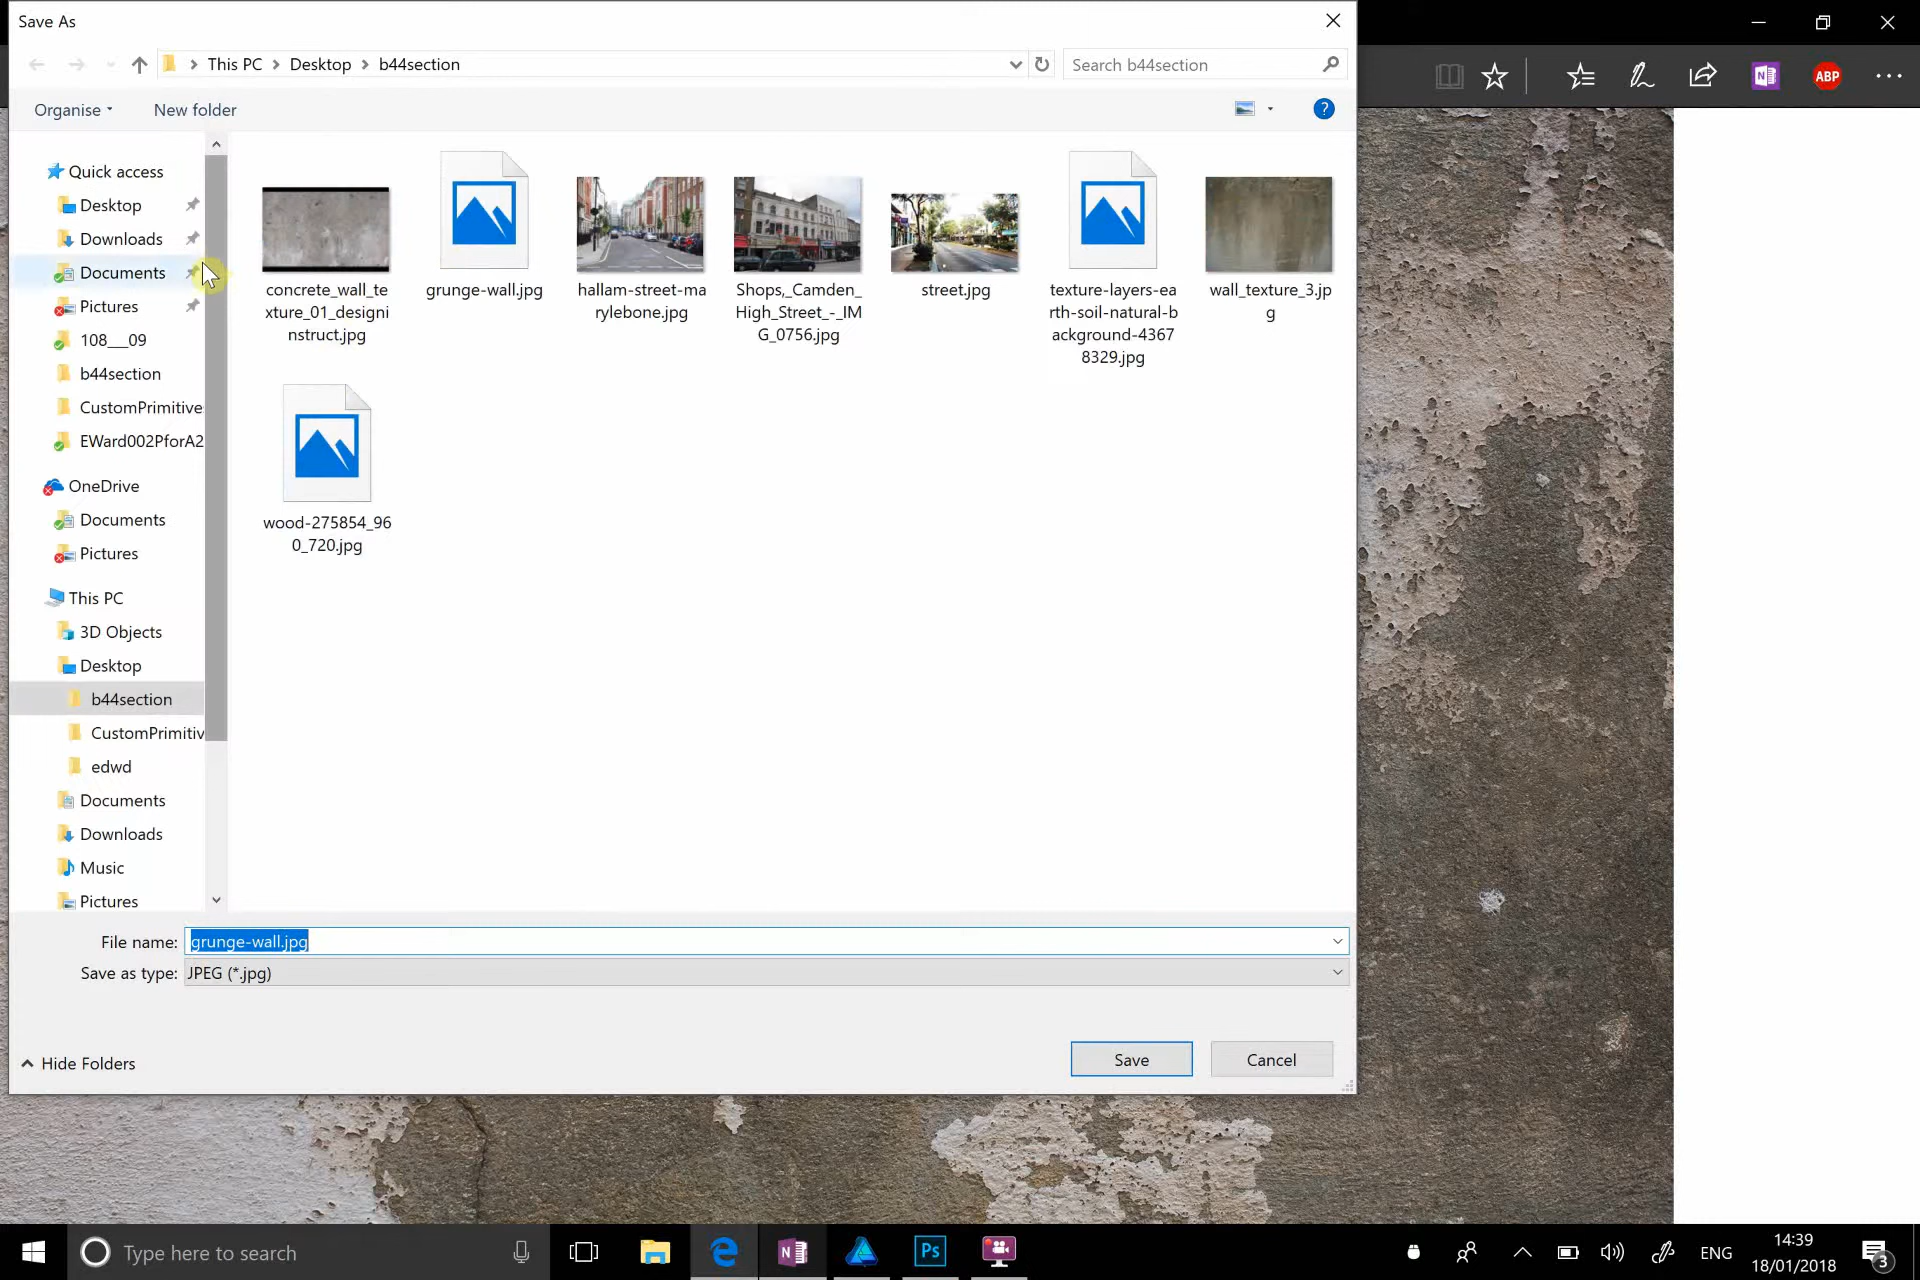 Save As
This PC
Desktop
b44section
Search b44section
ABP
Organise
New folder
?
Quick access
Desktop
Downloads
Documents
Pictures
108___09
b44section
CustomPrimitive
EWard002PforA2
OneDrive
Documents
Pictures
This PC
3D Objects
Desktop
b44section
CustomPrimitiv
edwd
Documents
Downloads
Music
Pictures
concrete_wall_te
xture_01_designi
nstruct.jpg
grunge-wall.jpg
hallam-street-ma
rylebone.jpg
Shops,_Camden_
High_Street_-_IM
G_0756.jpg
street.jpg
texture-layers-ea
rth-soil-natural-b
ackground-4367
8329.jpg
wall_texture_3.jp
g
wood-275854_96
0_720.jpg
File name:
grunge-wall.jpg
Save as type:
JPEG (*.jpg)
Hide Folders
Save
Cancel
Type here to search
Ps
ENG
14:39
18/01/2018
3